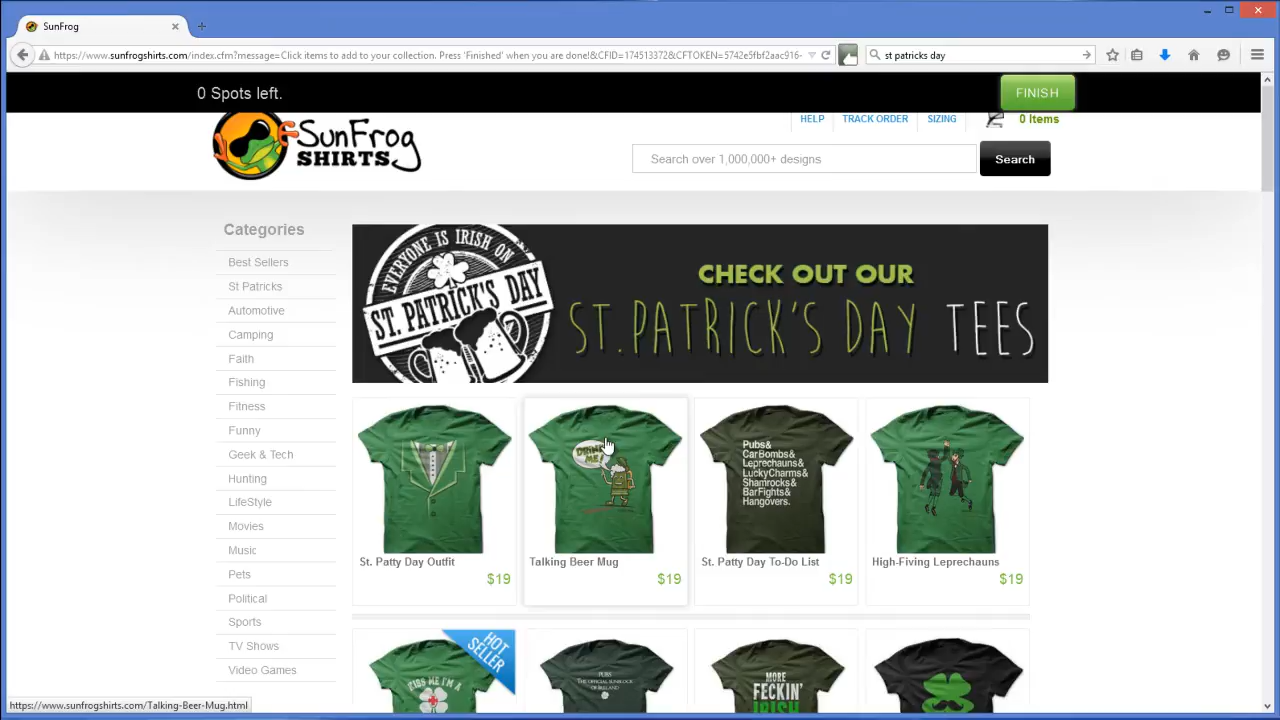 SunFrog
https://www.sunfrogshirts.com/index.cfm?message=Click items to add to your collection. Press 'Finished' when you are done!&CFID=174513372&CFTOKEN=5742e5fbf2aac916-
st patricks day
0 Spots left.
FINISH
SunFrog
SHIRTS
HELP
TRACK ORDER
SIZING
0 Items
Search over 1,000,000+ designs
Search
Categories
Best Sellers
St Patricks
Automotive
Camping
Faith
Fishing
Fitness
Funny
Geek & Tech
Hunting
LifeStyle
Movies
Music
Pets
Political
Sports
TV Shows
Video Games
EVERYONE IS IRISH ON
ST. PATRICK'S DAY
CHECK OUT OUR
ST. PATRICK'S DAY TEES
DRINK
ME!
Pubs&
CarBombs&
Leprechauns&
LuckyCharms&
Shamrocks&
BarFights&
Hangovers.
St. Patty Day Outfit
$19
Talking Beer Mug
$19
St. Patty Day To-Do List
$19
High-Fiving Leprechauns
$19
HOT
SELLER
KISS ME I'M A
PUBS
THE OFFICIAL SUNBLOCK
OF IRELAND
MORE
FECKIN'
IRISH
https://www.sunfrogshirts.com/Talking-Beer-Mug.html